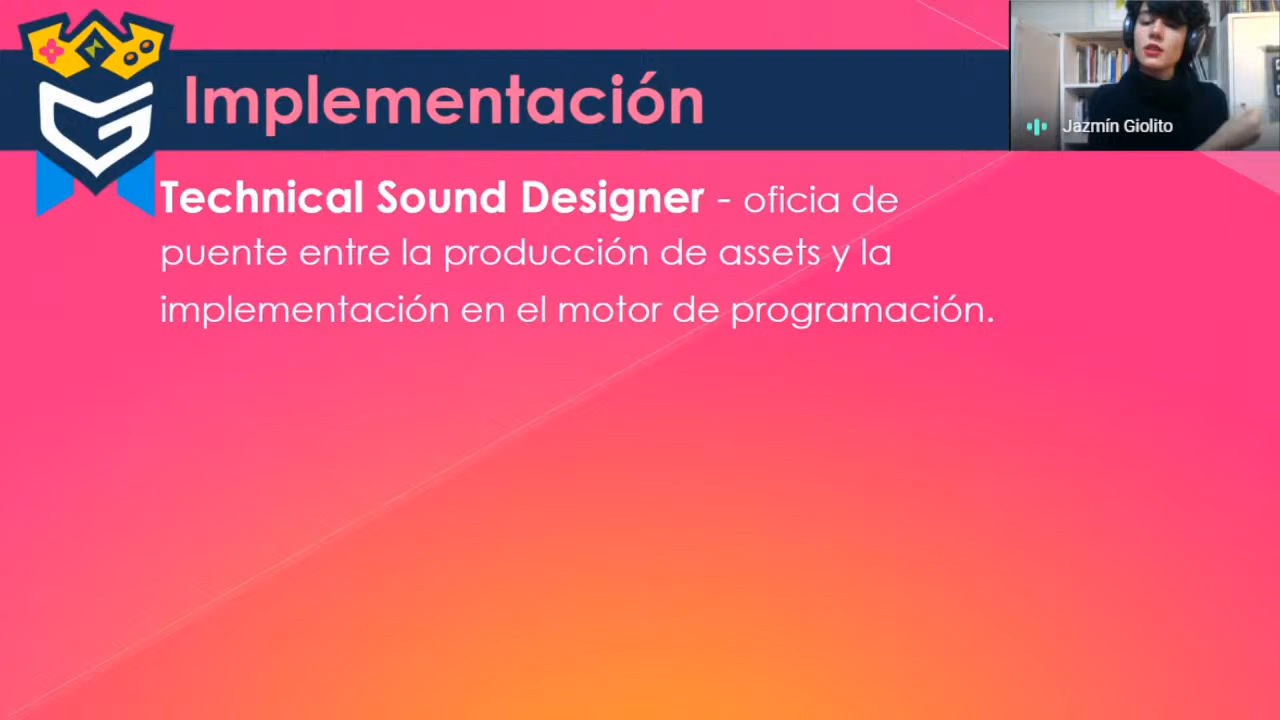 Implementación
Jazmín Giolito
Technical Sound Designer - oficia de
puente entre la producción de assets y la
implementación en el motor de programación.